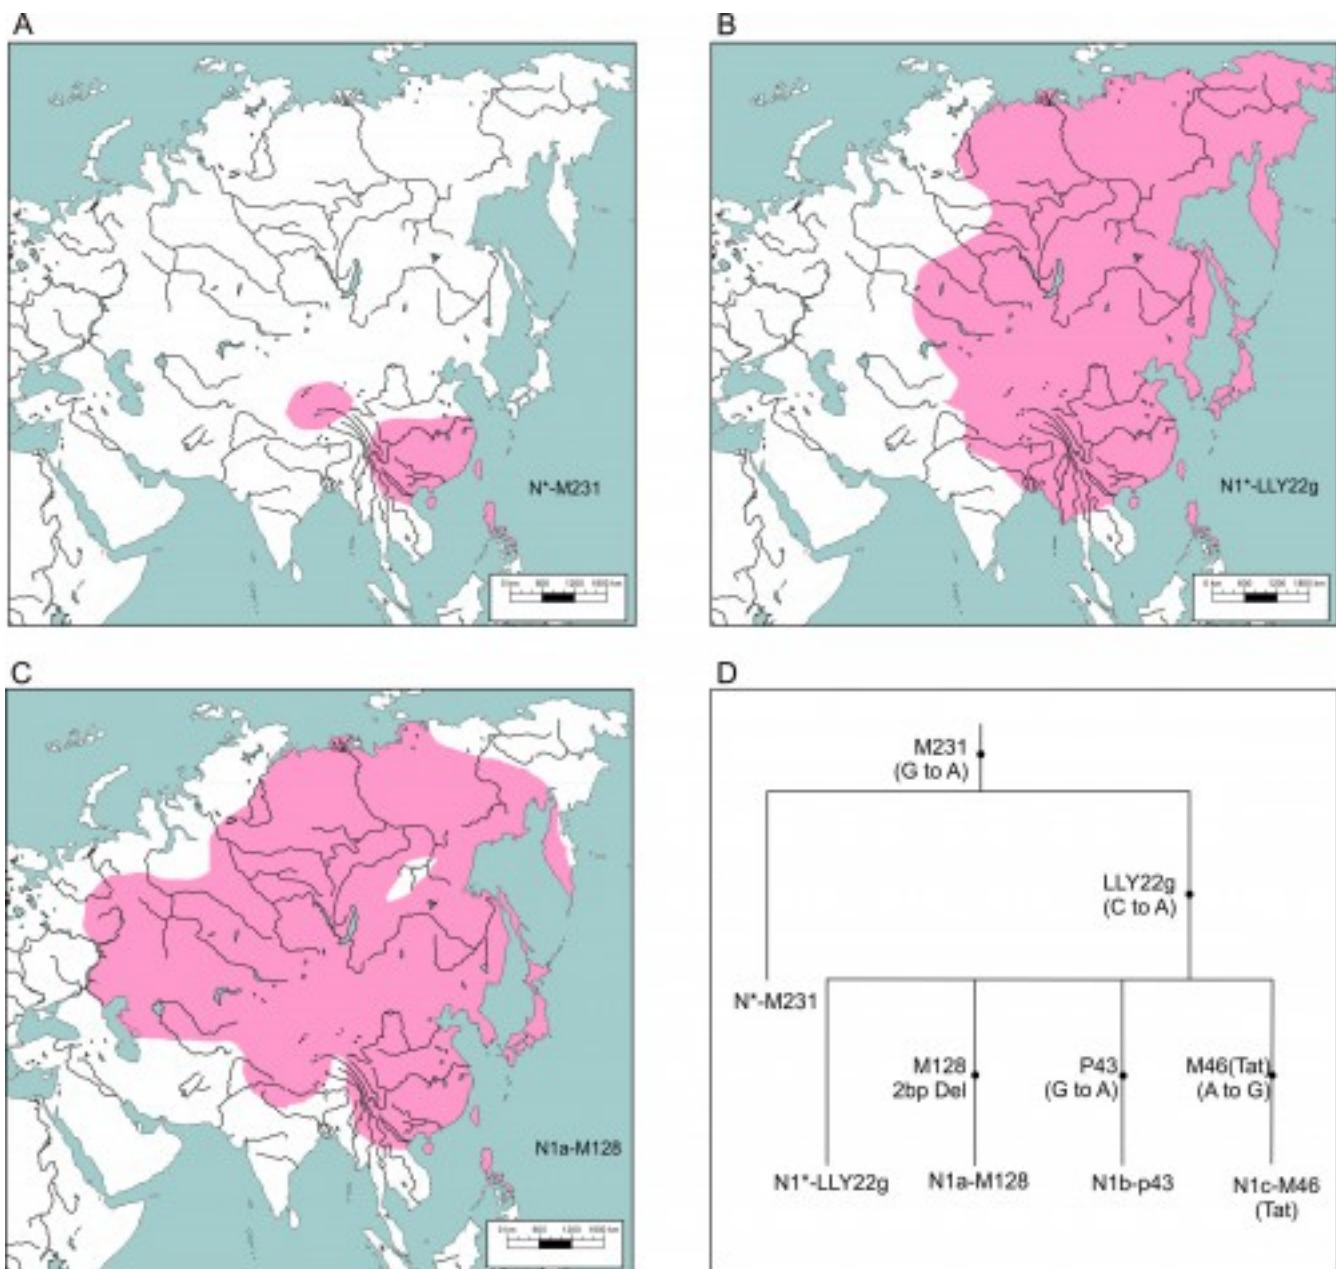 A
B
N*-M231
N1*-LLY22g
C
D
N1a-M128
M231
(G to A)
LLY22g
(C to A)
N*-M231
M128
2bp Del
P43
(G to A)
M46(Tat)
(A to G)
N1*-LLY22g
N1a-M128
N1b-p43
N1c-M46
(Tat)